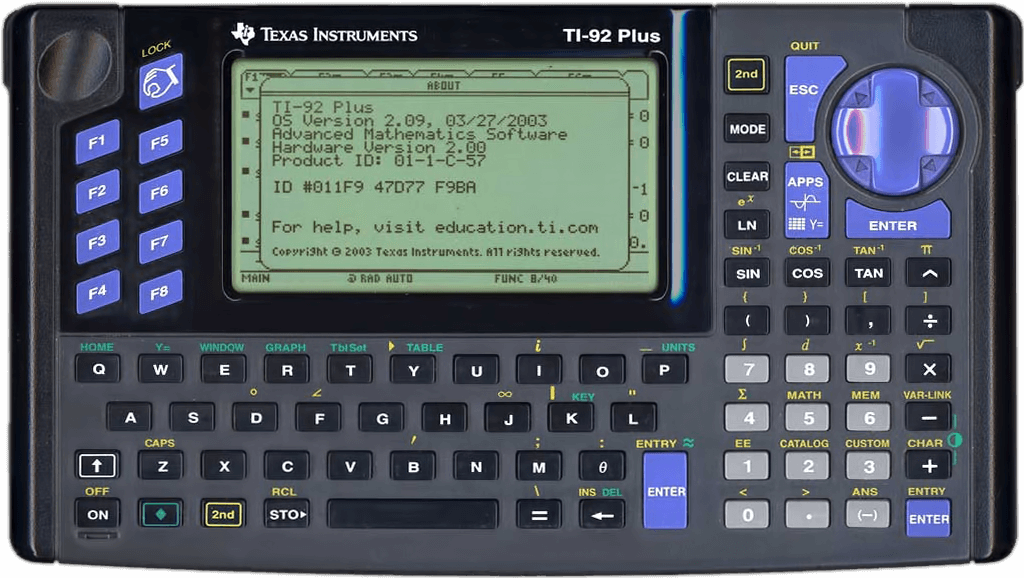 TEXAS INSTRUMENTS
TI-92 Plus
LOCK
F1 F5
F2 F6
F3 F7
F4 F8
ABOUT
TI-92 Plus
OS Version 2.09, 03/27/2003
Advanced Mathematics Software
Hardware Version 2.00
Product ID: 01-1-C-57
ID #011F9 47D77 F9BA
For help, visit education.ti.com
Copyright © 2003 Texas Instruments. All rights reserved.
MAIN RAD AUTO FUNC 8/40
QUIT
2nd ESC
MODE
CLEAR APPS
Y=
eˣ
LN ENTER
SIN⁻¹ COS⁻¹ TAN⁻¹ π
SIN COS TAN ^
{ } [ ]
( ) , ÷
∫ d x⁻¹ √
7 8 9 ×
Σ MATH MEM VAR-LINK
4 5 6 −
EE CATALOG CUSTOM CHAR
1 2 3 +
< > ANS ENTRY
0 . (−) ENTER
HOME Y= WINDOW GRAPH TblSet TABLE i _ UNITS
Q W E R T Y U I O P
° ∠ ∞ | KEY "
A S D F G H J K L
CAPS ′ ; : ENTRY ≈
↑ Z X C V B N M θ ENTER
OFF RCL \ INS DEL
ON ◆ 2nd STO▸ = ←